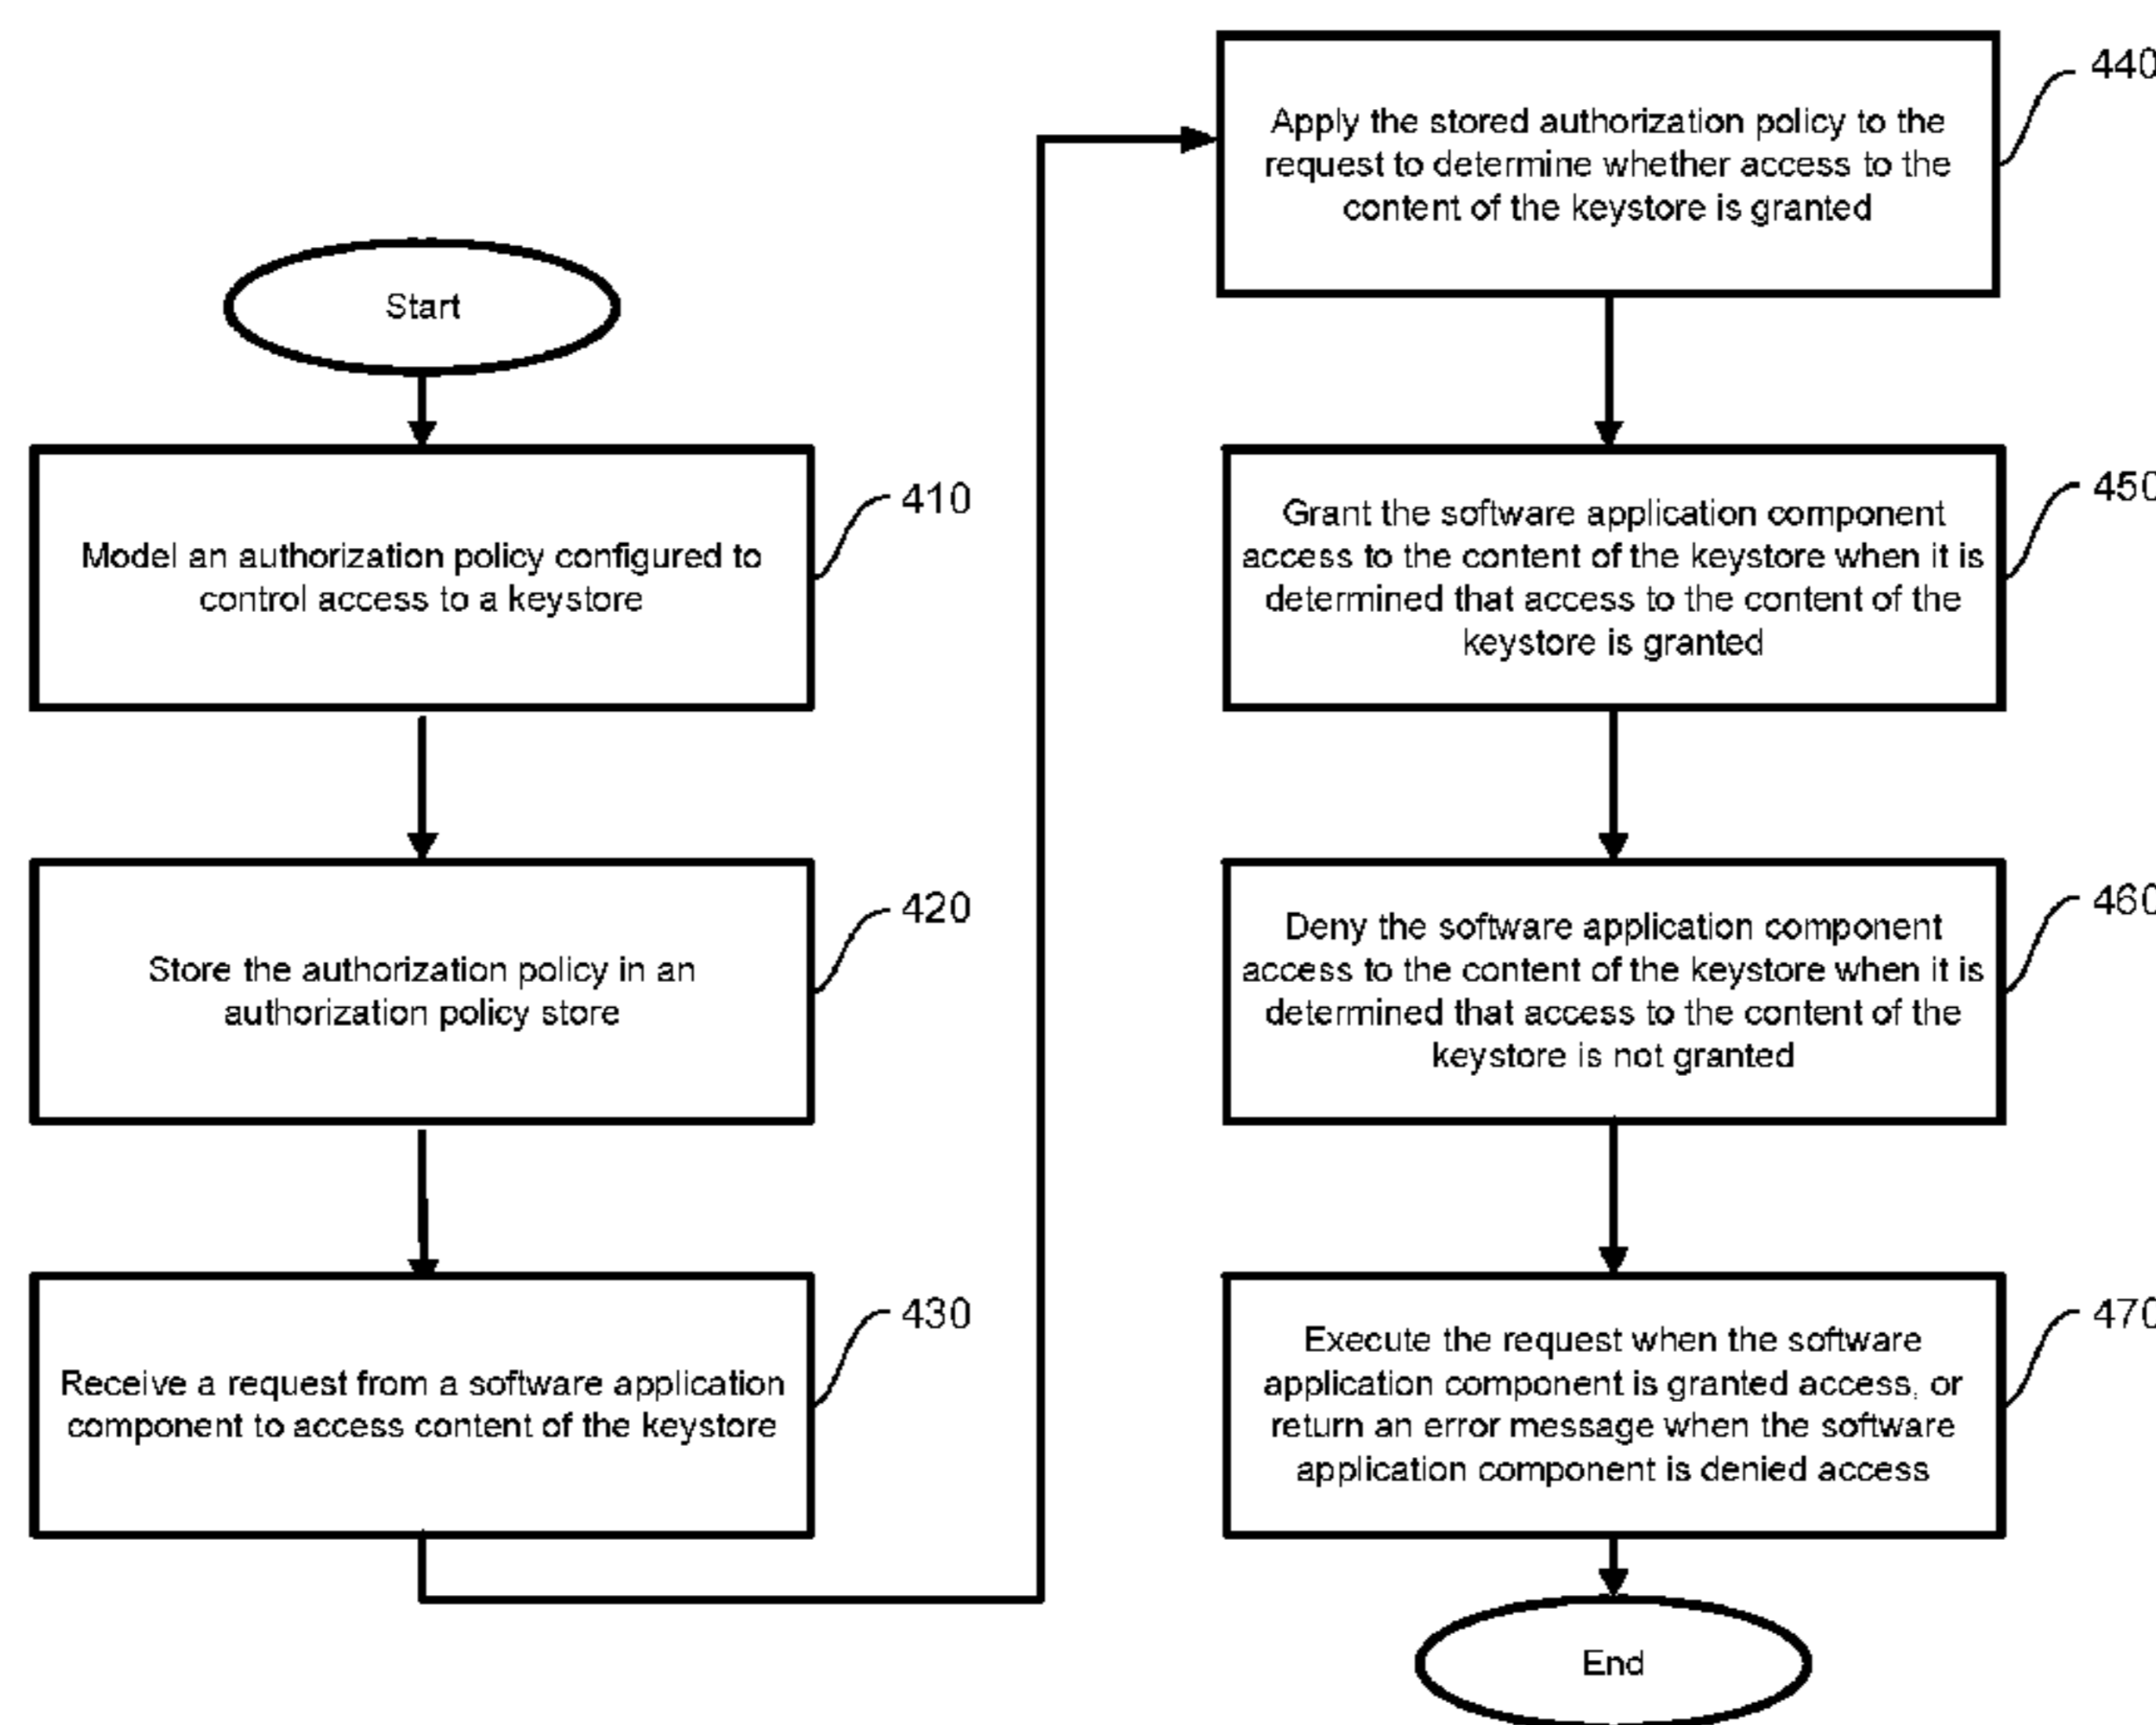 Start
Model an authorization policy configured to
control access to a keystore
410
Store the authorization policy in an
authorization policy store
420
Receive a request from a software application
component to access content of the keystore
430
Apply the stored authorization policy to the
request to determine whether access to the
content of the keystore is granted
440
Grant the software application component
access to the content of the keystore when it is
determined that access to the content of the
keystore is granted
450
Deny the software application component
access to the content of the keystore when it is
determined that access to the content of the
keystore is not granted
460
Execute the request when the software
application component is granted access, or
return an error message when the software
application component is denied access
470
End